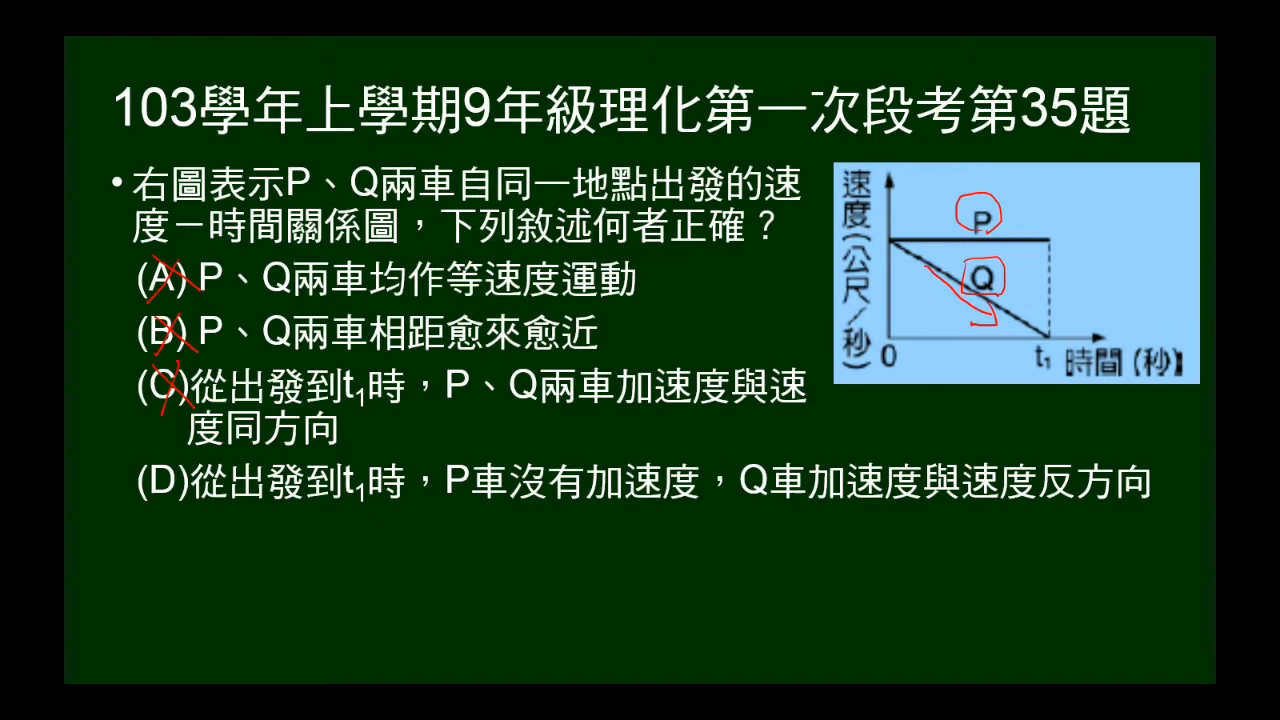 103學年上學期9年級理化第一次段考第35題
•右圖表示P、Q兩車自同一地點出發的速
度－時間關係圖，下列敘述何者正確？
(A) P、Q兩車均作等速度運動
(B) P、Q兩車相距愈來愈近
(C)從出發到t₁時，P、Q兩車加速度與速
度同方向
(D)從出發到t₁時，P車沒有加速度，Q車加速度與速度反方向
速度(公尺／秒)
P
Q
0
t₁
時間(秒)